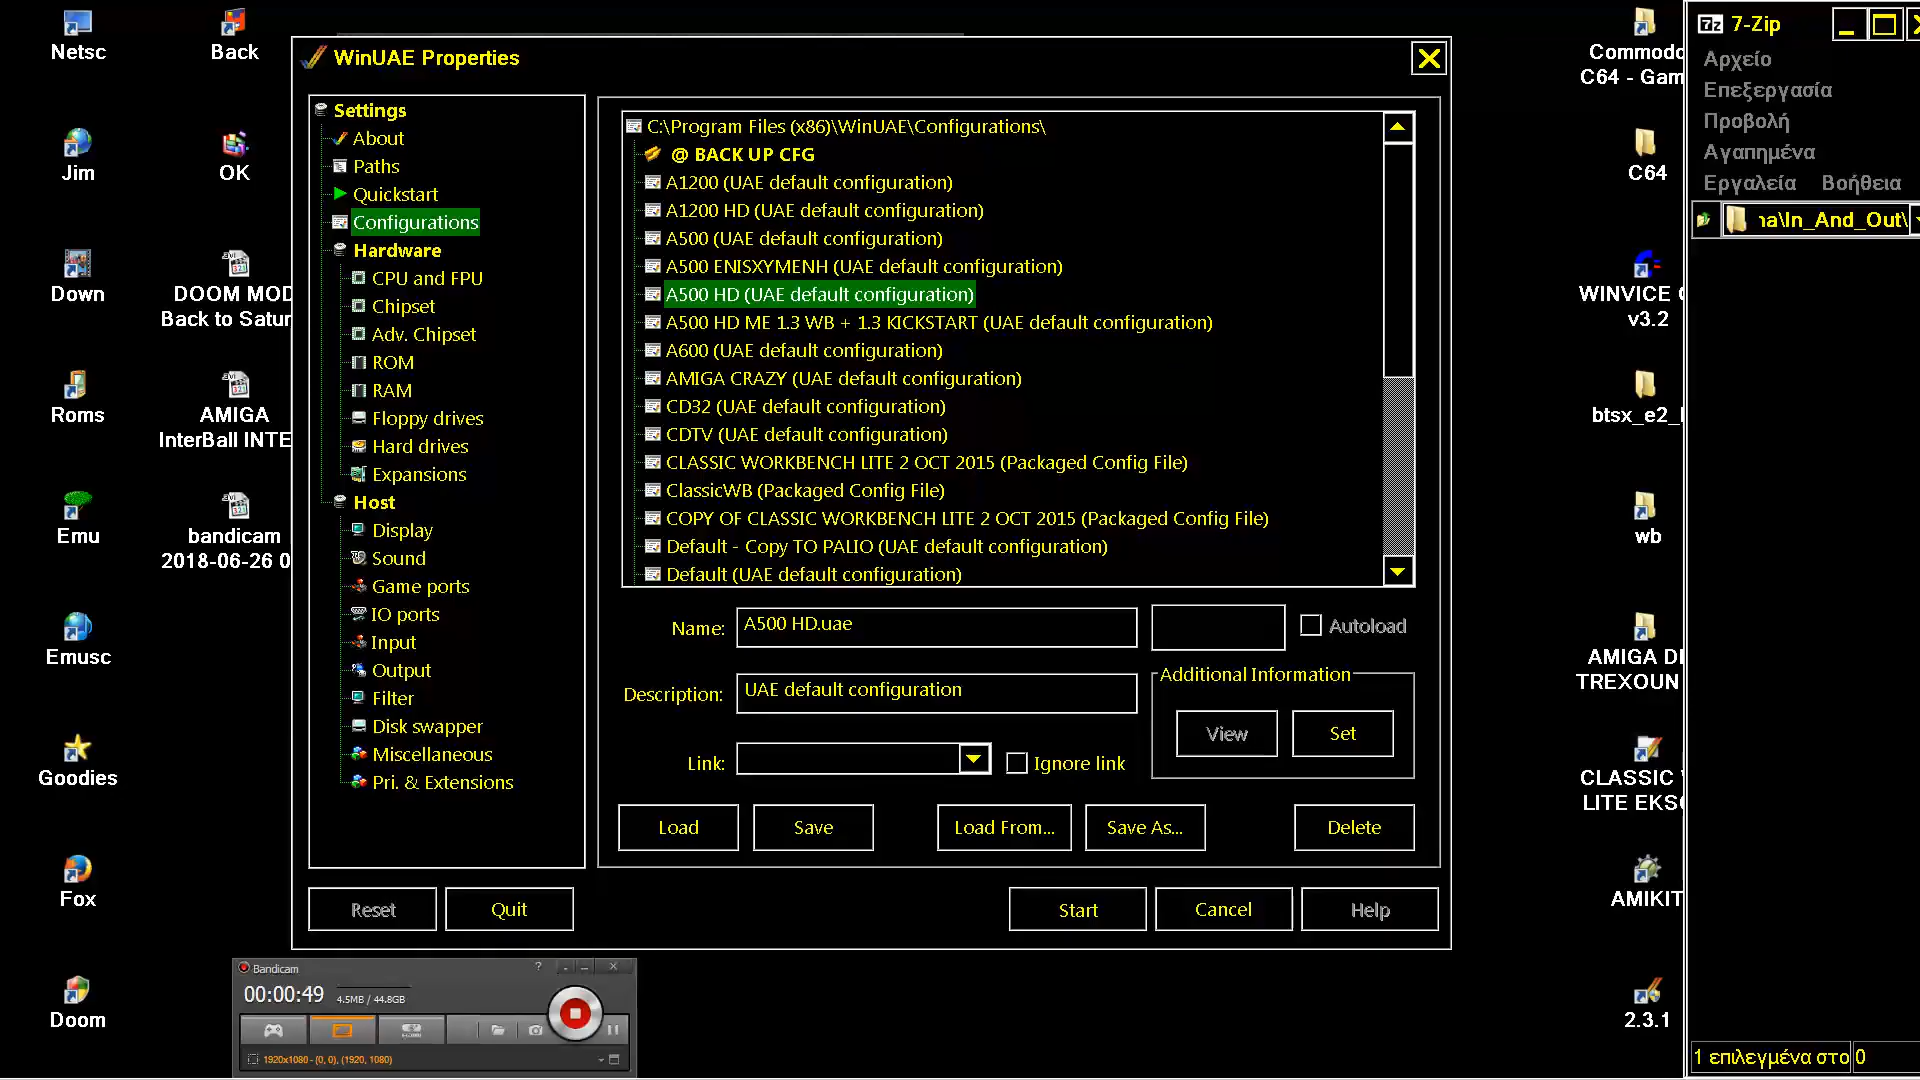 Netsc
Back
Jim
OK
Down
DOOM MOD
Back to Satur
Roms
AMIGA
InterBall INTE
Emu
bandicam
2018-06-26 0
Emusc
Goodies
Fox
Doom
WinUAE Properties
Settings
About
Paths
Quickstart
Configurations
Hardware
CPU and FPU
Chipset
Adv. Chipset
ROM
RAM
Floppy drives
Hard drives
Expansions
Host
Display
Sound
Game ports
IO ports
Input
Output
Filter
Disk swapper
Miscellaneous
Pri. & Extensions
C:\Program Files (x86)\WinUAE\Configurations\
@ BACK UP CFG
A1200 (UAE default configuration)
A1200 HD (UAE default configuration)
A500 (UAE default configuration)
A500 ENISXYMENH (UAE default configuration)
A500 HD (UAE default configuration)
A500 HD ME 1.3 WB + 1.3 KICKSTART (UAE default configuration)
A600 (UAE default configuration)
AMIGA CRAZY (UAE default configuration)
CD32 (UAE default configuration)
CDTV (UAE default configuration)
CLASSIC WORKBENCH LITE 2 OCT 2015 (Packaged Config File)
ClassicWB (Packaged Config File)
COPY OF CLASSIC WORKBENCH LITE 2 OCT 2015 (Packaged Config File)
Default - Copy TO PALIO (UAE default configuration)
Default (UAE default configuration)
Name: A500 HD.uae
Autoload
Description: UAE default configuration
Additional Information
View Set
Link:
Ignore link
Load Save Load From... Save As... Delete
Reset Quit Start Cancel Help
Bandicam
00:00:49 4.5MB / 44.8GB
1920x1080 - (0, 0), (1920, 1080)
Commodo
C64 - Gam
C64
WINVICE
v3.2
btsx_e2_
wb
AMIGA DI
TREXOUN
CLASSIC
LITE EKS
AMIKIT
2.3.1
7z 7-Zip
Αρχείο
Επεξεργασία
Προβολή
Αγαπημένα
Εργαλεία Βοήθεια
\In_And_Out\
1 επιλεγμένα στο 0